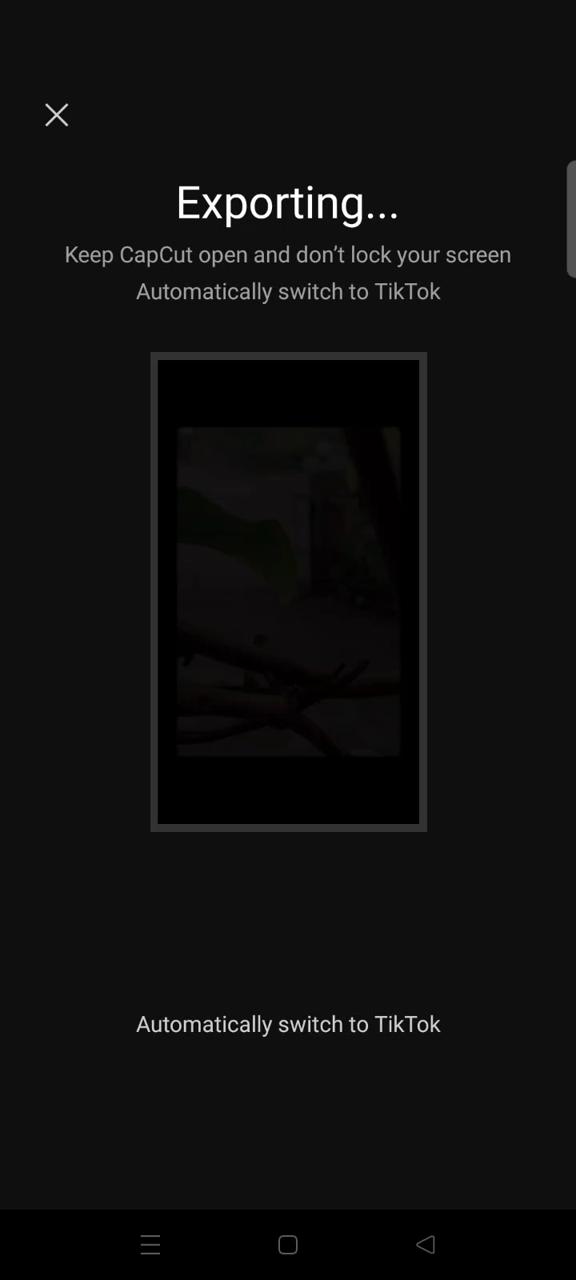 Exporting...
Keep CapCut open and don’t lock your screen
Automatically switch to TikTok
Automatically switch to TikTok